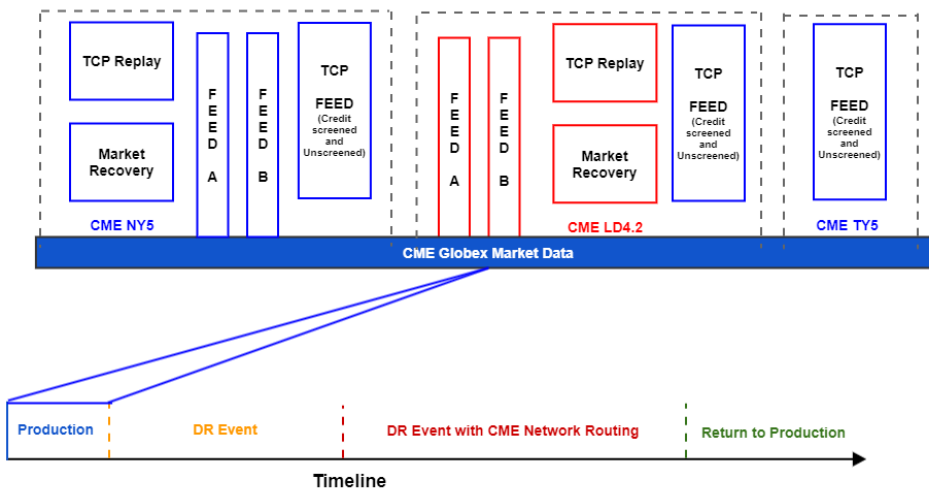 TCP Replay
Market
Recovery
CME NY5
F
E
E
D
A
F
E
E
D
B
TCP
FEED
(Credit
screened
and
Unscreened)
F
E
E
D
A
F
E
E
D
B
TCP Replay
Market
Recovery
CME LD4.2
TCP
FEED
(Credit
screened
and
Unscreened)
TCP
FEED
(Credit
screened
and
Unscreened)
CME TY5
CME Globex Market Data
Production
DR Event
DR Event with CME Network Routing
Return to Production
Timeline